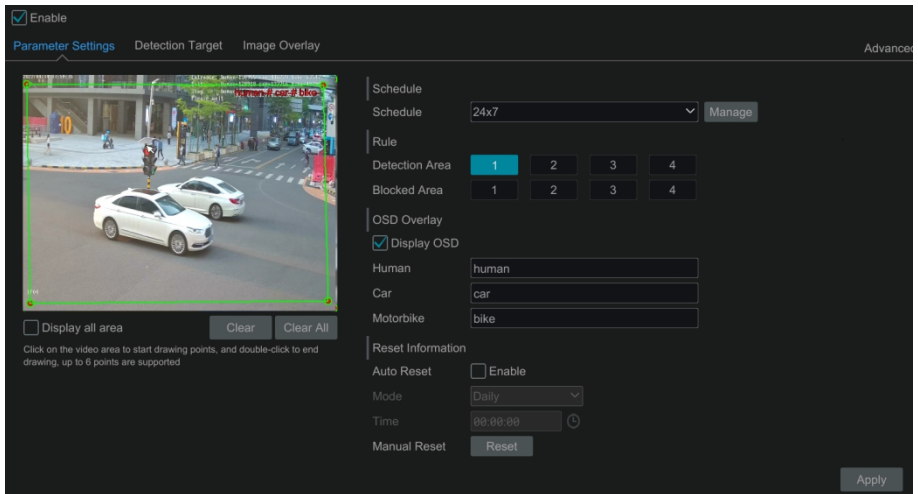 Enable
Parameter Settings Detection Target Image Overlay Advanced
human-# car-# bike-
Display all area Clear Clear All
Click on the video area to start drawing points, and double-click to end
drawing, up to 6 points are supported
Schedule
Schedule 24x7 Manage
Rule
Detection Area 1 2 3 4
Blocked Area 1 2 3 4
OSD Overlay
Display OSD
Human human
Car car
Motorbike bike
Reset Information
Auto Reset Enable
Mode Daily
Time 00:00:00
Manual Reset Reset
Apply